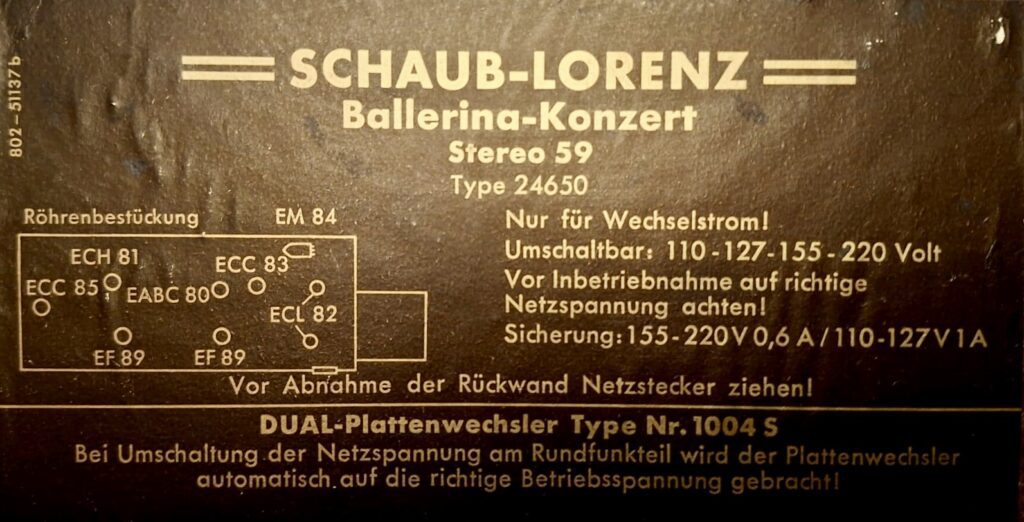 802-51137b
SCHAUB-LORENZ
Ballerina-Konzert
Stereo 59
Type 24650
Röhrenbestückung
EM 84
ECH 81
ECC 83
ECC 85
EABC 80
ECL 82
EF 89
EF 89
Nur für Wechselstrom!
Umschaltbar: 110-127-155-220 Volt
Vor Inbetriebnahme auf richtige
Netzspannung achten!
Sicherung: 155-220V 0,6 A/110-127V 1A
Vor Abnahme der Rückwand Netzstecker ziehen!
DUAL-Plattenwechsler Type Nr. 1004 S
Bei Umschaltung der Netzspannung am Rundfunkteil wird der Plattenwechsler
automatisch auf die richtige Betriebsspannung gebracht!